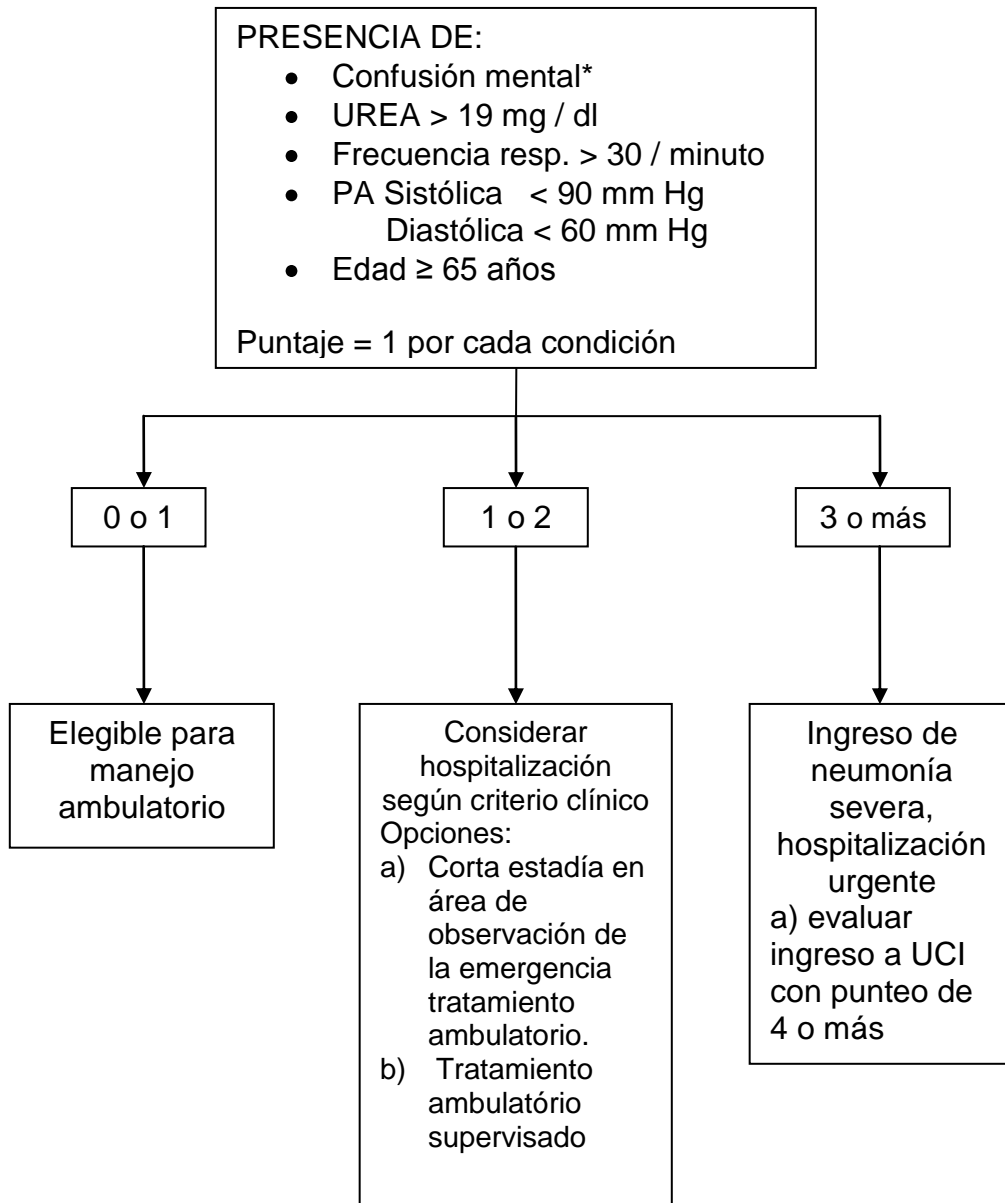 PRESENCIA DE:
• Confusión mental*
• UREA > 19 mg / dl
• Frecuencia resp. > 30 / minuto
• PA Sistólica < 90 mm Hg
Diastólica < 60 mm Hg
• Edad ≥ 65 años
Puntaje = 1 por cada condición
0 o 1
1 o 2
3 o más
Elegible para
manejo
ambulatorio
Considerar
hospitalización
según criterio clínico
Opciones:
a) Corta estadía en
área de
observación de
la emergencia
tratamiento
ambulatorio.
b) Tratamiento
ambulatório
supervisado
Ingreso de
neumonía
severa,
hospitalización
urgente
a) evaluar
ingreso a UCI
con punteo de
4 o más